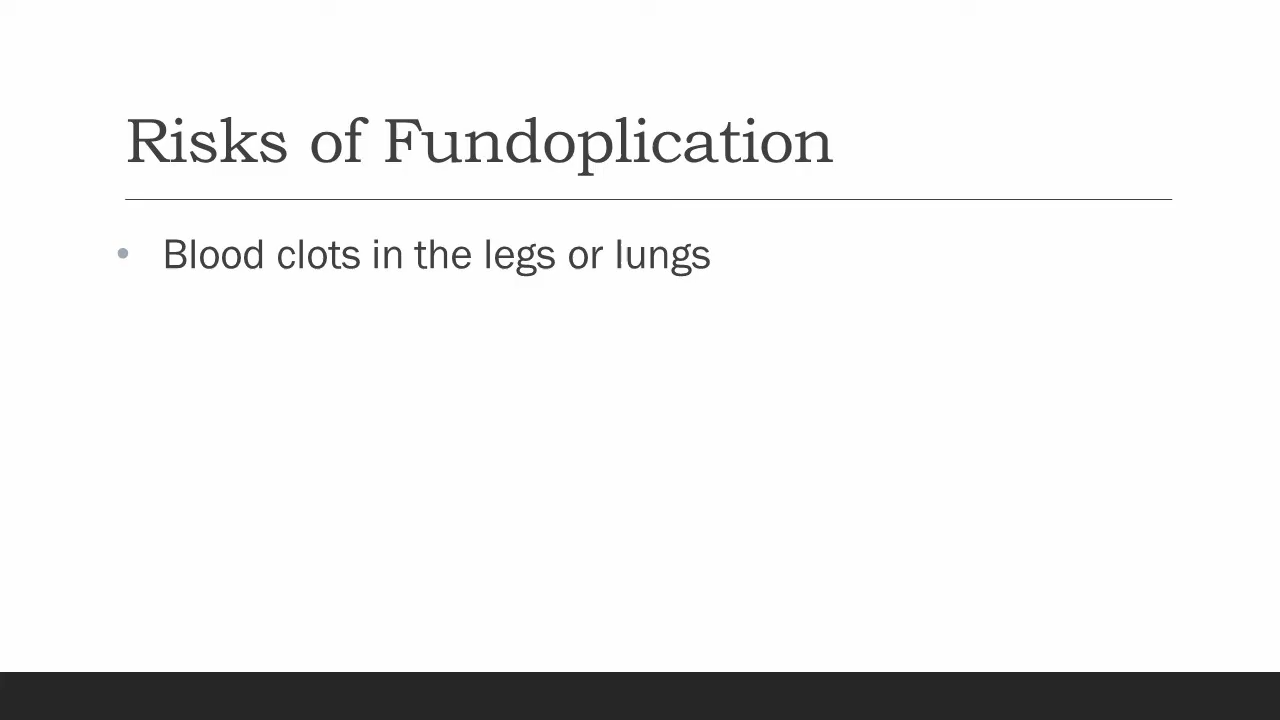 Risks of Fundoplication
• Blood clots in the legs or lungs